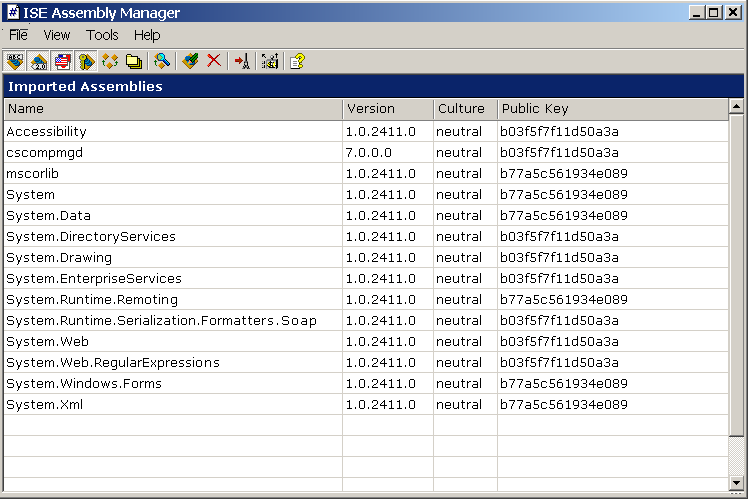 ISE Assembly Manager
File View Tools Help
Imported Assemblies
Name Version Culture Public Key
Accessibility 1.0.2411.0 neutral b03f5f7f11d50a3a
cscompmgd 7.0.0.0 neutral b03f5f7f11d50a3a
mscorlib 1.0.2411.0 neutral b77a5c561934e089
System 1.0.2411.0 neutral b77a5c561934e089
System.Data 1.0.2411.0 neutral b77a5c561934e089
System.DirectoryServices 1.0.2411.0 neutral b03f5f7f11d50a3a
System.Drawing 1.0.2411.0 neutral b03f5f7f11d50a3a
System.EnterpriseServices 1.0.2411.0 neutral b03f5f7f11d50a3a
System.Runtime.Remoting 1.0.2411.0 neutral b77a5c561934e089
System.Runtime.Serialization.Formatters.Soap 1.0.2411.0 neutral b03f5f7f11d50a3a
System.Web 1.0.2411.0 neutral b03f5f7f11d50a3a
System.Web.RegularExpressions 1.0.2411.0 neutral b03f5f7f11d50a3a
System.Windows.Forms 1.0.2411.0 neutral b77a5c561934e089
System.Xml 1.0.2411.0 neutral b77a5c561934e089